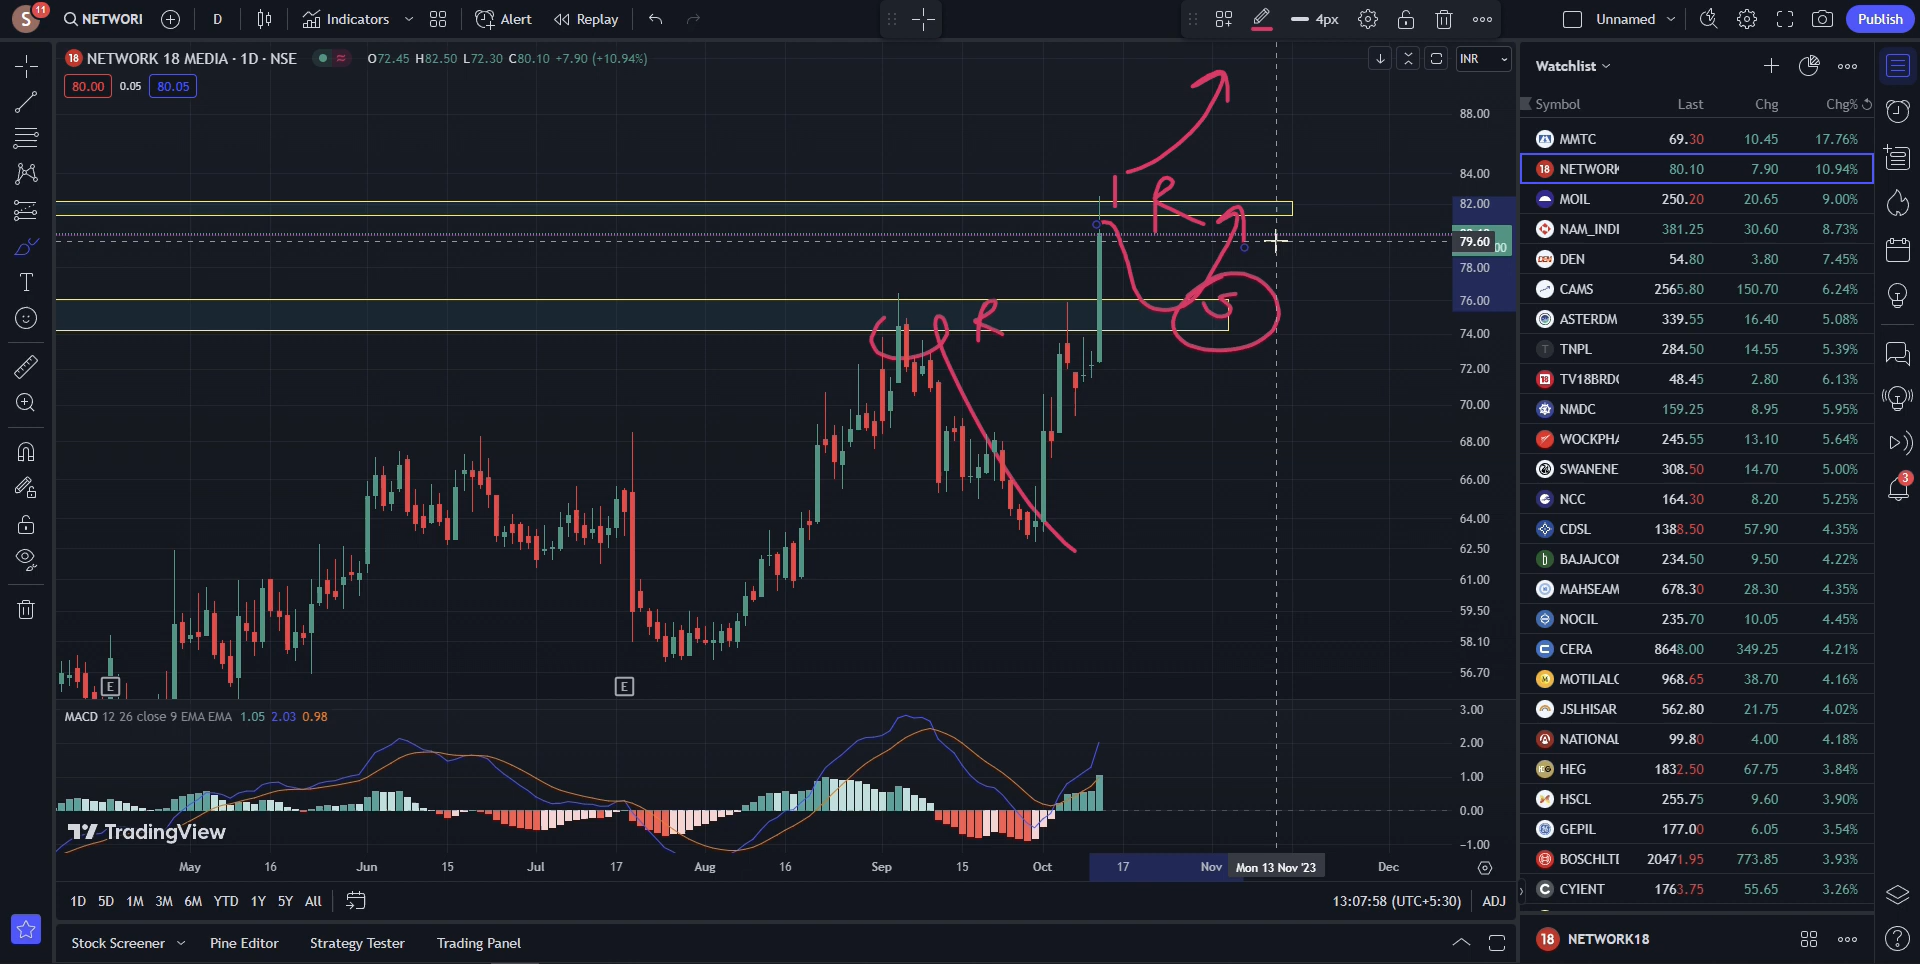 S 11 NETWORI D Indicators Alert Replay 4px Unnamed Publish
18 NETWORK 18 MEDIA · 1D · NSE O72.45 H82.50 L72.30 C80.10 +7.90 (+10.94%) INR
80.00 0.05 80.05
88.00
84.00
82.00
79.60
78.00
76.00
74.00
72.00
70.00
68.00
66.00
64.00
62.50
61.00
59.50
58.10
56.70
R
R
S
E E
MACD 12 26 close 9 EMA EMA 1.05 2.03 0.98
3.00
2.00
1.00
0.00
−1.00
TradingView
May 16 Jun 15 Jul 17 Aug 16 Sep 15 Oct 17 Nov Mon 13 Nov '23 Dec
1D 5D 1M 3M 6M YTD 1Y 5Y All 13:07:58 (UTC+5:30) ADJ
Stock Screener Pine Editor Strategy Tester Trading Panel
Watchlist
Symbol Last Chg Chg%
MMTC 69.30 10.45 17.76%
18 NETWORK 80.10 7.90 10.94%
MOIL 250.20 20.65 9.00%
NAM_INDI 381.25 30.60 8.73%
DEN 54.80 3.80 7.45%
CAMS 2565.80 150.70 6.24%
ASTERDM 339.55 16.40 5.08%
T TNPL 284.50 14.55 5.39%
18 TV18BRD 48.45 2.80 6.13%
NMDC 159.25 8.95 5.95%
WOCKPHA 245.55 13.10 5.64%
SWANENE 308.50 14.70 5.00%
NCC 164.30 8.20 5.25%
CDSL 1388.50 57.90 4.35%
BAJAJCO 234.50 9.50 4.22%
MAHSEAM 678.30 28.30 4.35%
NOCIL 235.70 10.05 4.45%
CERA 8648.00 349.25 4.21%
MOTILAL 968.65 38.70 4.16%
JSLHISAR 562.80 21.75 4.02%
NATIONAL 99.80 4.00 4.18%
HEG 1832.50 67.75 3.84%
HSCL 255.75 9.60 3.90%
GEPIL 177.00 6.05 3.54%
BOSCHLT 20471.95 773.85 3.93%
C CYIENT 1763.75 55.65 3.26%
18 NETWORK18
3